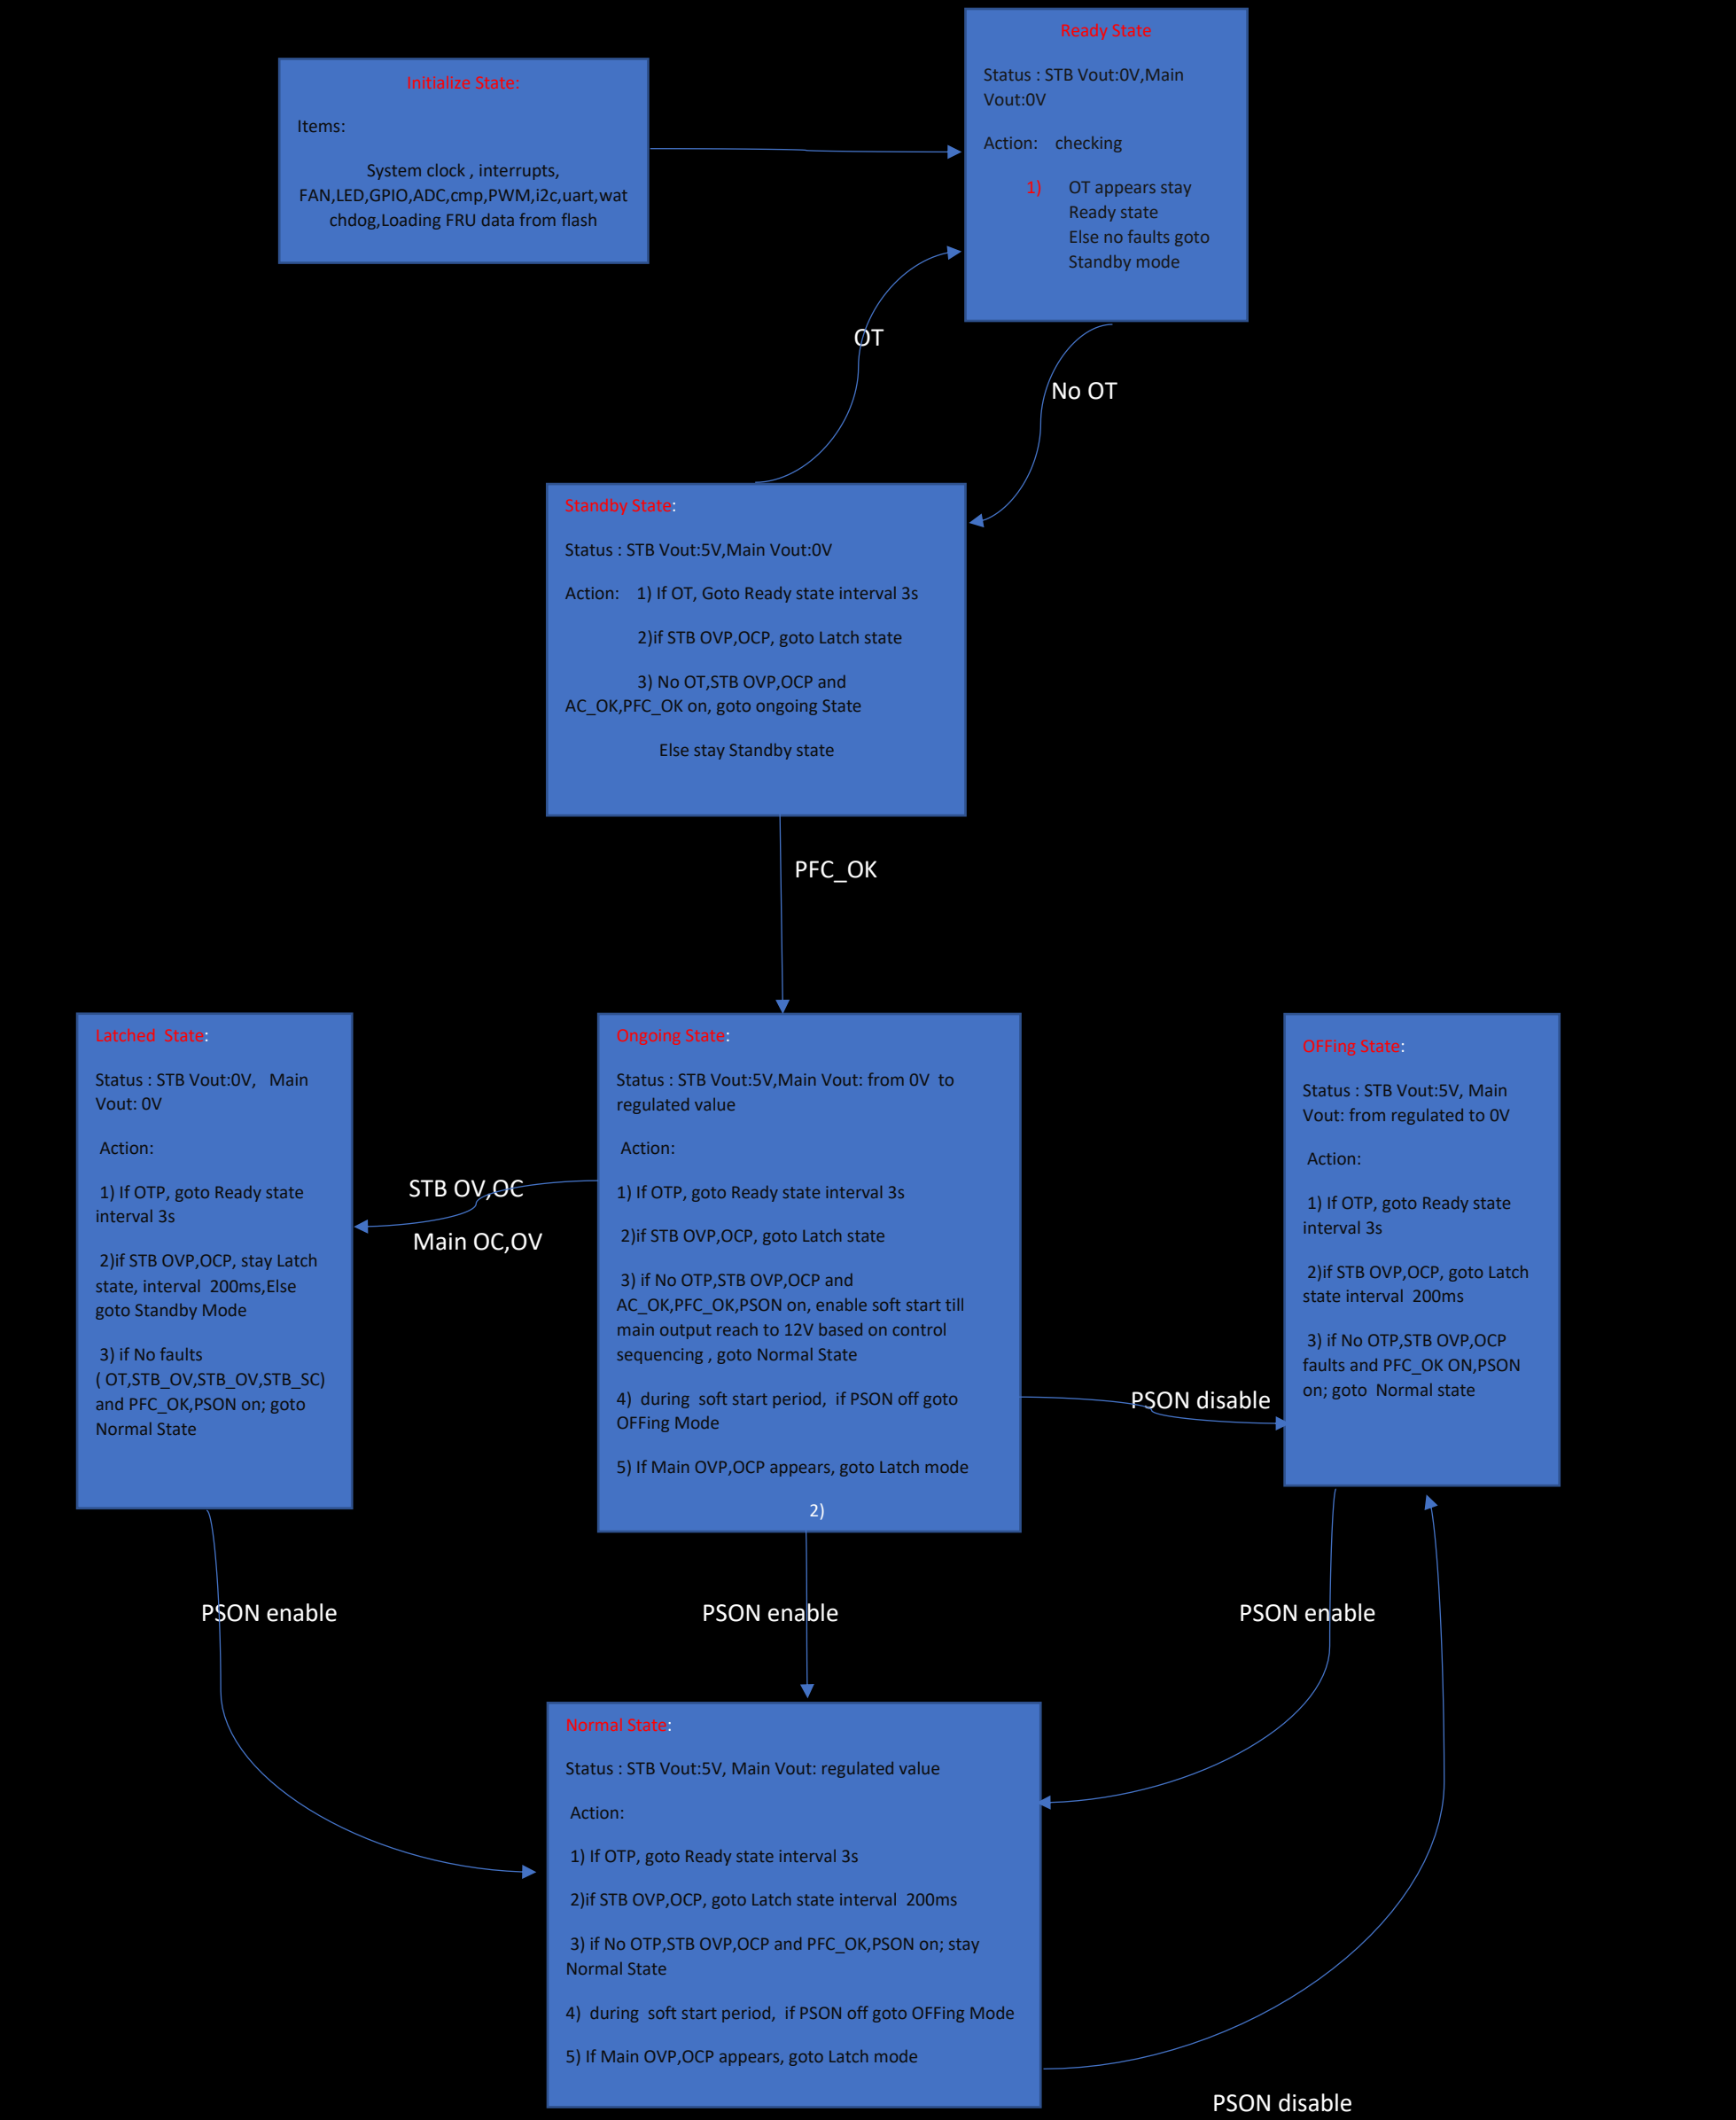 Ready State
Status : STB Vout:0V,Main
Vout:0V
Action: checking
1) OT appears stay
Ready state
Else no faults goto
Standby mode
Initialize State:
Items:
System clock , interrupts,
FAN,LED,GPIO,ADC,cmp,PWM,i2c,uart,wat
chdog,Loading FRU data from flash
OT
No OT
Standby State:
Status : STB Vout:5V,Main Vout:0V
Action: 1) If OT, Goto Ready state interval 3s
2)if STB OVP,OCP, goto Latch state
3) No OT,STB OVP,OCP and
AC_OK,PFC_OK on, goto ongoing State
Else stay Standby state
PFC_OK
Latched State:
Status : STB Vout:0V, Main
Vout: 0V
Action:
1) If OTP, goto Ready state
interval 3s
2)if STB OVP,OCP, stay Latch
state, interval 200ms,Else
goto Standby Mode
3) if No faults
( OT,STB_OV,STB_OV,STB_SC)
and PFC_OK,PSON on; goto
Normal State
STB OV,OC
Main OC,OV
Ongoing State:
Status : STB Vout:5V,Main Vout: from 0V to
regulated value
Action:
1) If OTP, goto Ready state interval 3s
2)if STB OVP,OCP, goto Latch state
3) if No OTP,STB OVP,OCP and
AC_OK,PFC_OK,PSON on, enable soft start till
main output reach to 12V based on control
sequencing , goto Normal State
4) during soft start period, if PSON off goto
OFFing Mode
5) If Main OVP,OCP appears, goto Latch mode
2)
PSON disable
OFFing State:
Status : STB Vout:5V, Main
Vout: from regulated to 0V
Action:
1) If OTP, goto Ready state
interval 3s
2)if STB OVP,OCP, goto Latch
state interval 200ms
3) if No OTP,STB OVP,OCP
faults and PFC_OK ON,PSON
on; goto Normal state
PSON enable
PSON enable
PSON enable
Normal State:
Status : STB Vout:5V, Main Vout: regulated value
Action:
1) If OTP, goto Ready state interval 3s
2)if STB OVP,OCP, goto Latch state interval 200ms
3) if No OTP,STB OVP,OCP and PFC_OK,PSON on; stay
Normal State
4) during soft start period, if PSON off goto OFFing Mode
5) If Main OVP,OCP appears, goto Latch mode
PSON disable